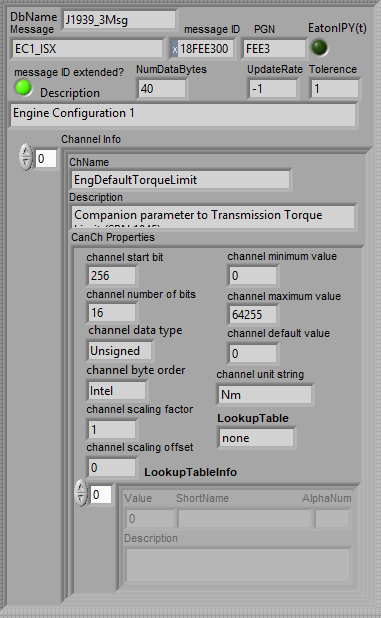 DbName J1939_3Msg
Message message ID PGN EatonIPY(t)
EC1_ISX x 18FEE300 FEE3
message ID extended? NumDataBytes UpdateRate Tolerence
Description 40 -1 1
Engine Configuration 1
Channel Info
0
ChName
EngDefaultTorqueLimit
Description
Companion parameter to Transmission Torque
CanCh Properties
channel start bit channel minimum value
256 0
channel number of bits channel maximum value
16 64255
channel data type channel default value
Unsigned 0
channel byte order channel unit string
Intel Nm
channel scaling factor LookupTable
1 none
channel scaling offset
0 LookupTableInfo
0
Value ShortName AlphaNum
0
Description